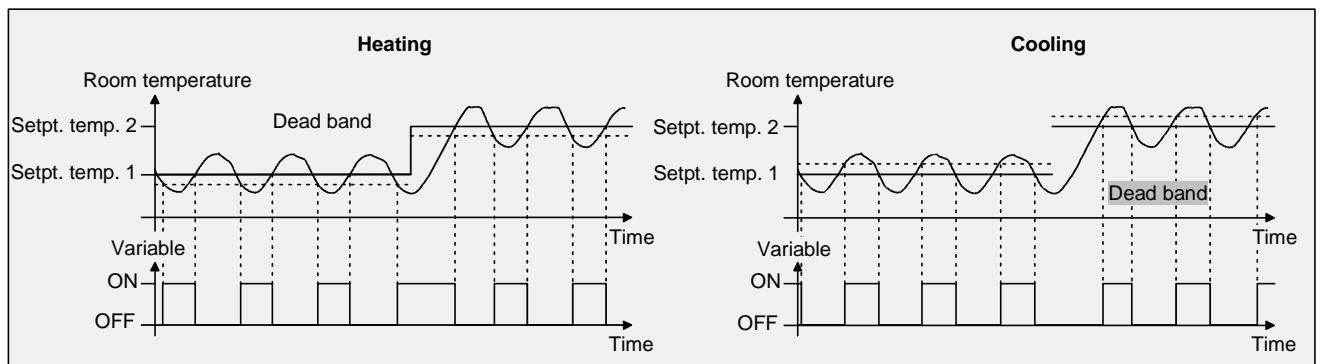 Heating
Room temperature
Dead band
Setpt. temp. 2
Setpt. temp. 1
Time
Variable
ON
OFF
Time
Cooling
Room temperature
Setpt. temp. 2
Setpt. temp. 1
Dead band
Time
Variable
ON
OFF
Time